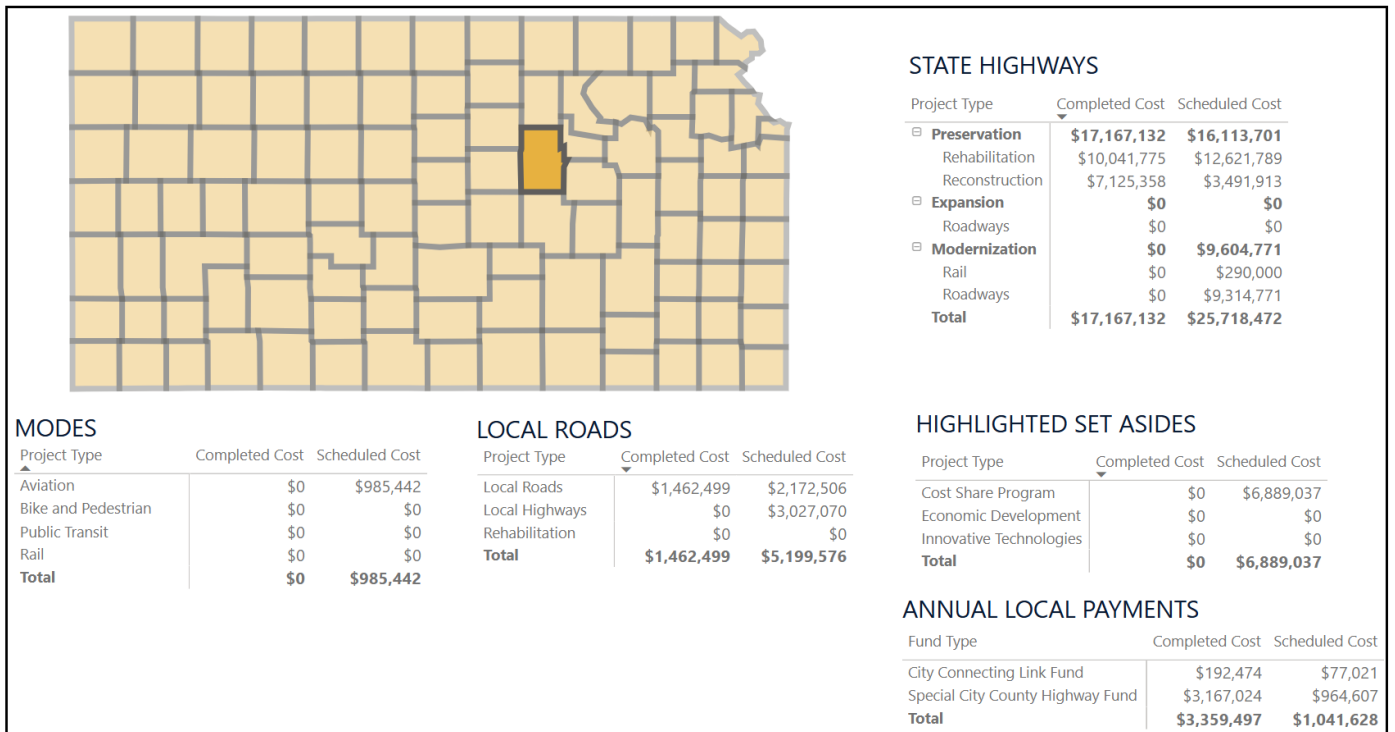 STATE HIGHWAYS
Project Type Completed Cost Scheduled Cost
Preservation $17,167,132 $16,113,701
Rehabilitation $10,041,775 $12,621,789
Reconstruction $7,125,358 $3,491,913
Expansion $0 $0
Roadways $0 $0
Modernization $0 $9,604,771
Rail $0 $290,000
Roadways $0 $9,314,771
Total $17,167,132 $25,718,472
MODES
Project Type Completed Cost Scheduled Cost
Aviation $0 $985,442
Bike and Pedestrian $0 $0
Public Transit $0 $0
Rail $0 $0
Total $0 $985,442
LOCAL ROADS
Project Type Completed Cost Scheduled Cost
Local Roads $1,462,499 $2,172,506
Local Highways $0 $3,027,070
Rehabilitation $0 $0
Total $1,462,499 $5,199,576
HIGHLIGHTED SET ASIDES
Project Type Completed Cost Scheduled Cost
Cost Share Program $0 $6,889,037
Economic Development $0 $0
Innovative Technologies $0 $0
Total $0 $6,889,037
ANNUAL LOCAL PAYMENTS
Fund Type Completed Cost Scheduled Cost
City Connecting Link Fund $192,474 $77,021
Special City County Highway Fund $3,167,024 $964,607
Total $3,359,497 $1,041,628